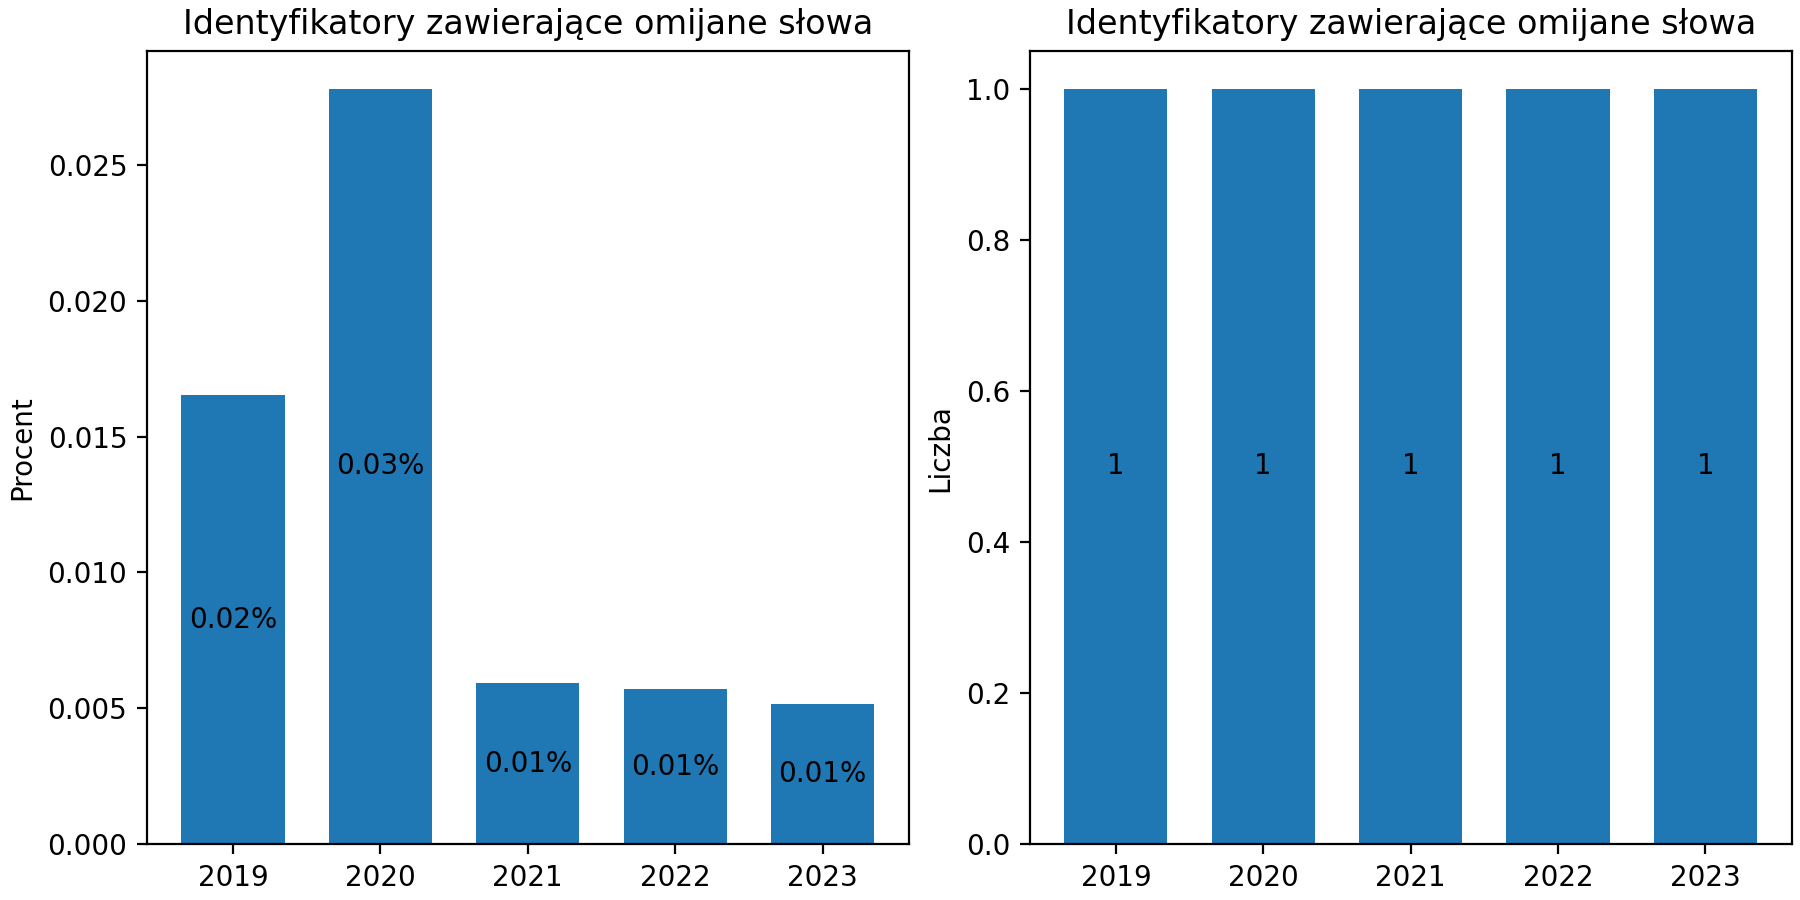 Identyfikatory zawierające omijane słowa
Procent
0.025
0.020
0.015
0.010
0.005
0.000
0.02%
0.03%
0.01%
0.01%
0.01%
2019 2020 2021 2022 2023
Identyfikatory zawierające omijane słowa
Liczba
1.0
0.8
0.6
0.4
0.2
0.0
1 1 1 1 1
2019 2020 2021 2022 2023